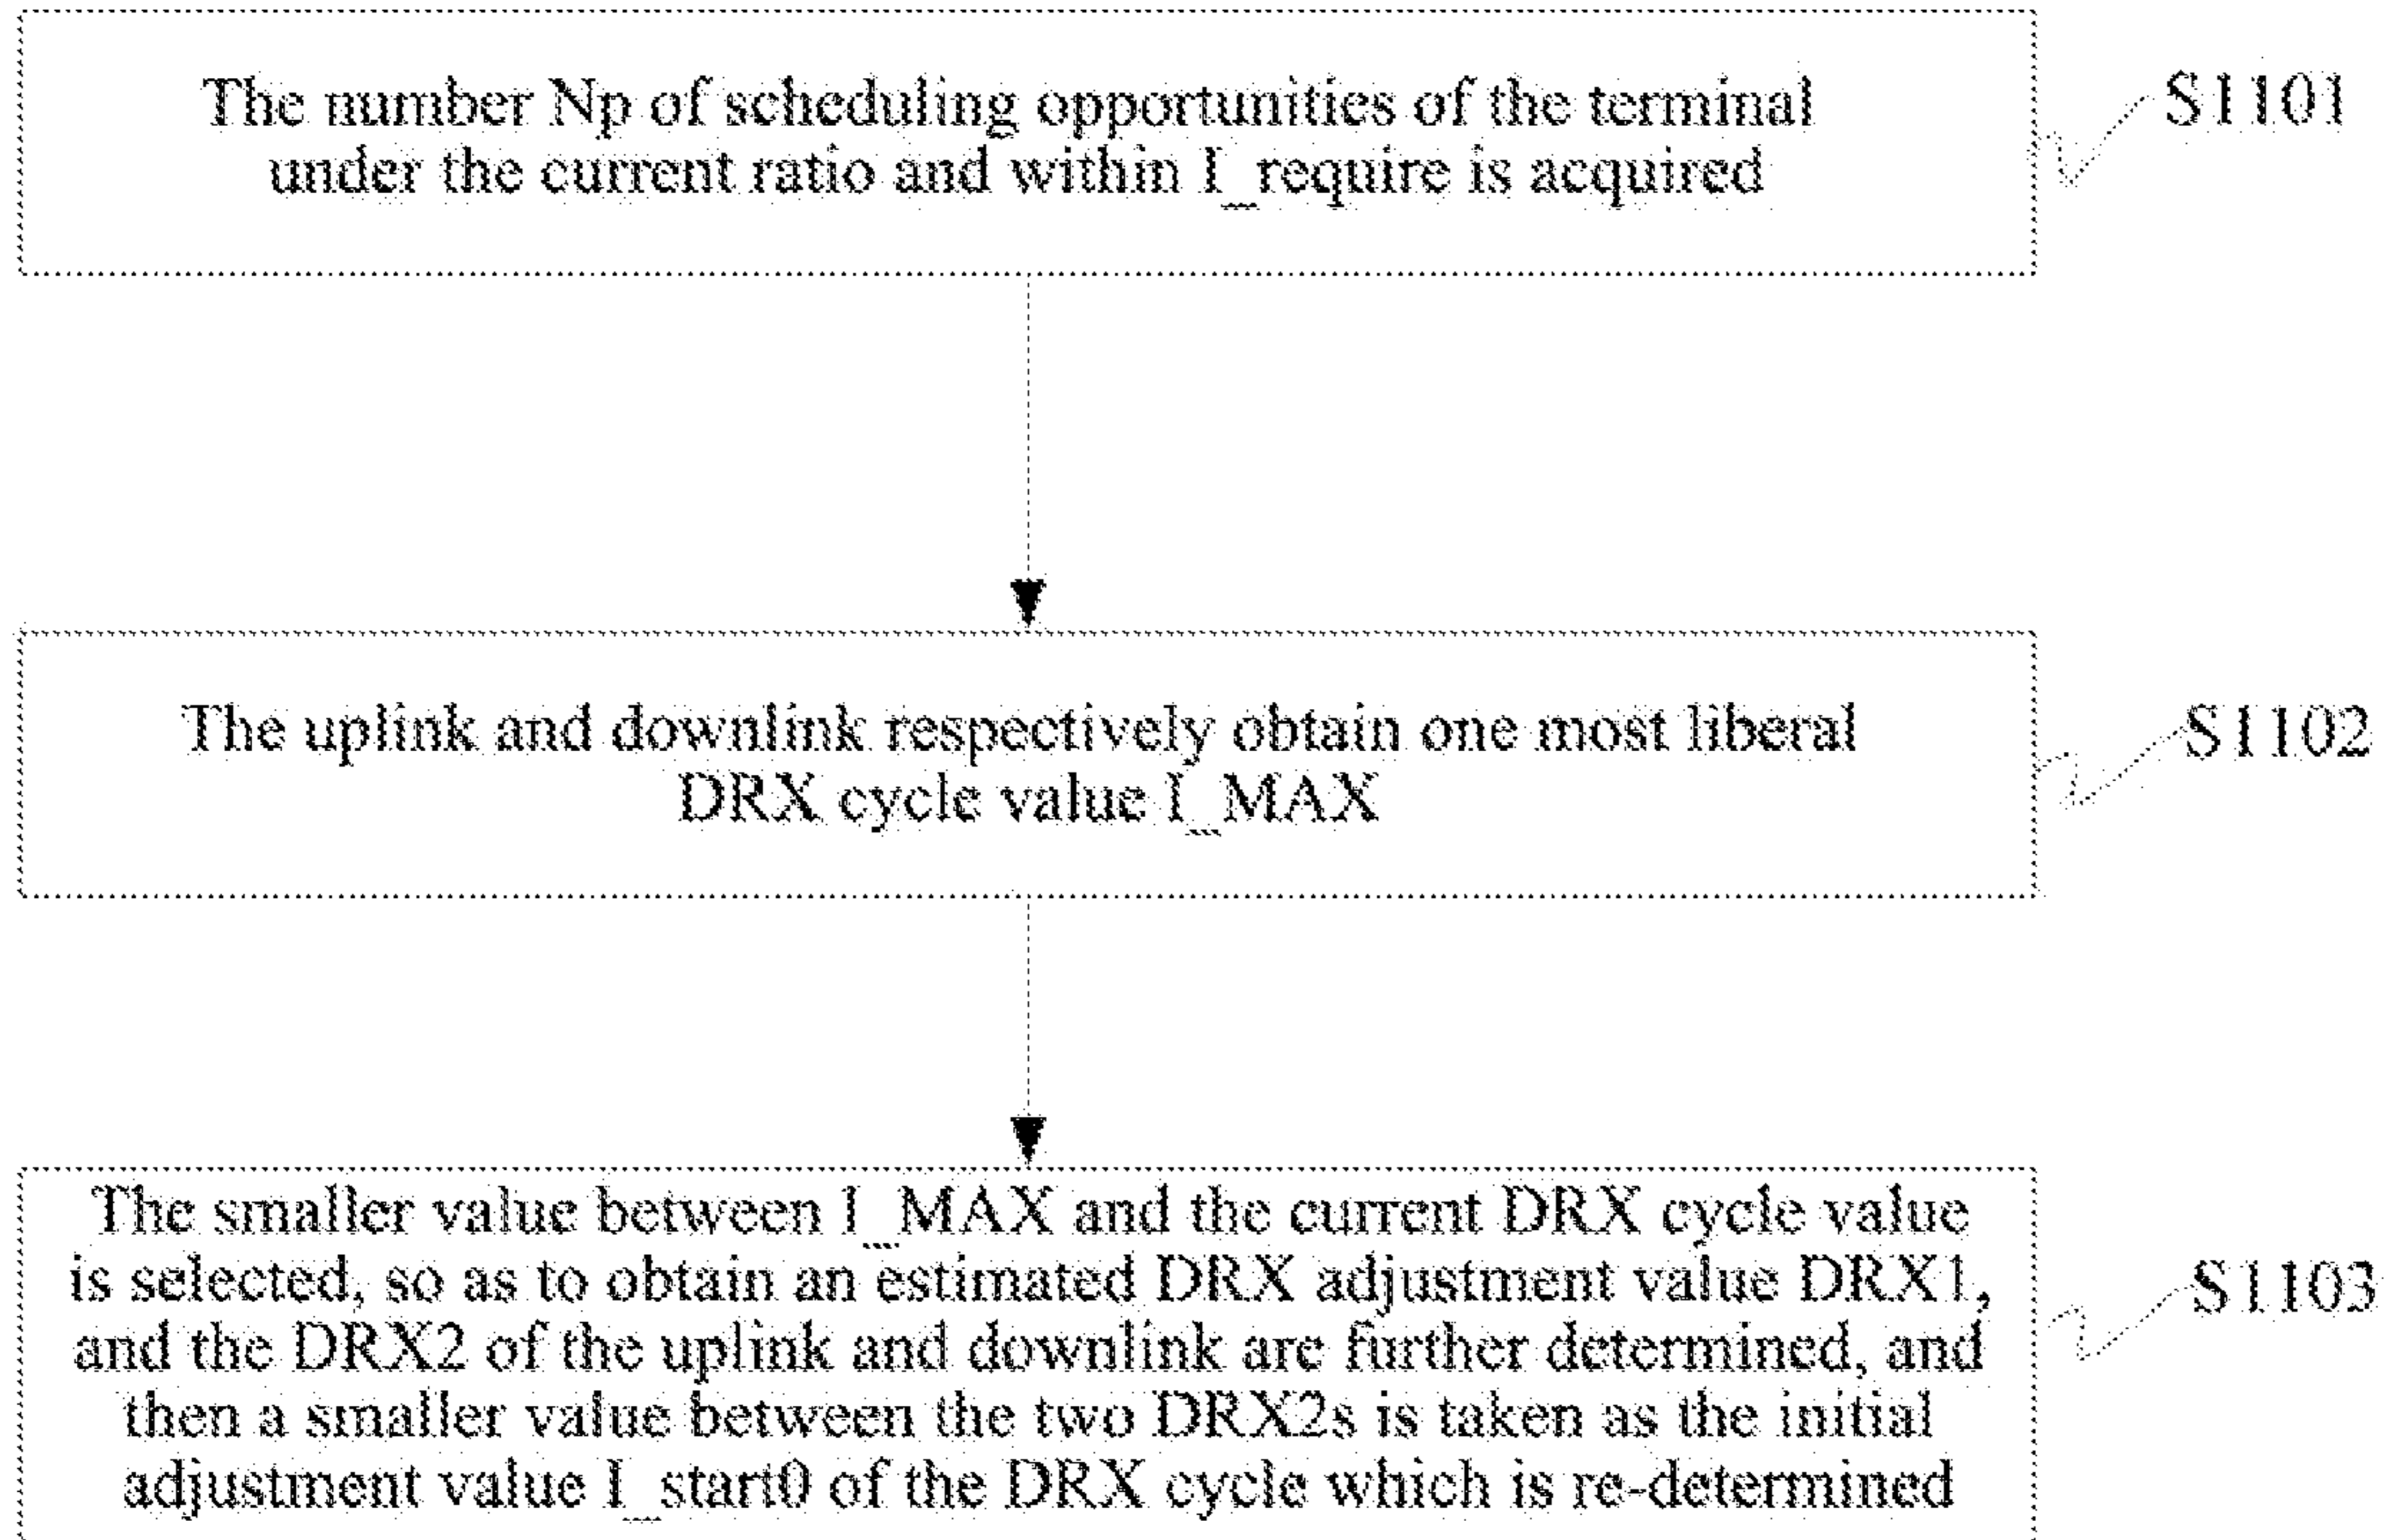 The number Np of scheduling opportunities of the terminal
under the current ratio and within I_require is acquired
S1101
The uplink and downlink respectively obtain one most liberal
DRX cycle value I_MAX
S1102
The smaller value between I_MAX and the current DRX cycle value
is selected, so as to obtain an estimated DRX adjustment value DRX1,
and the DRX2 of the uplink and downlink are further determined, and
then a smaller value between the two DRX2s is taken as the initial
adjustment value I_start0 of the DRX cycle which is re-determined
S1103